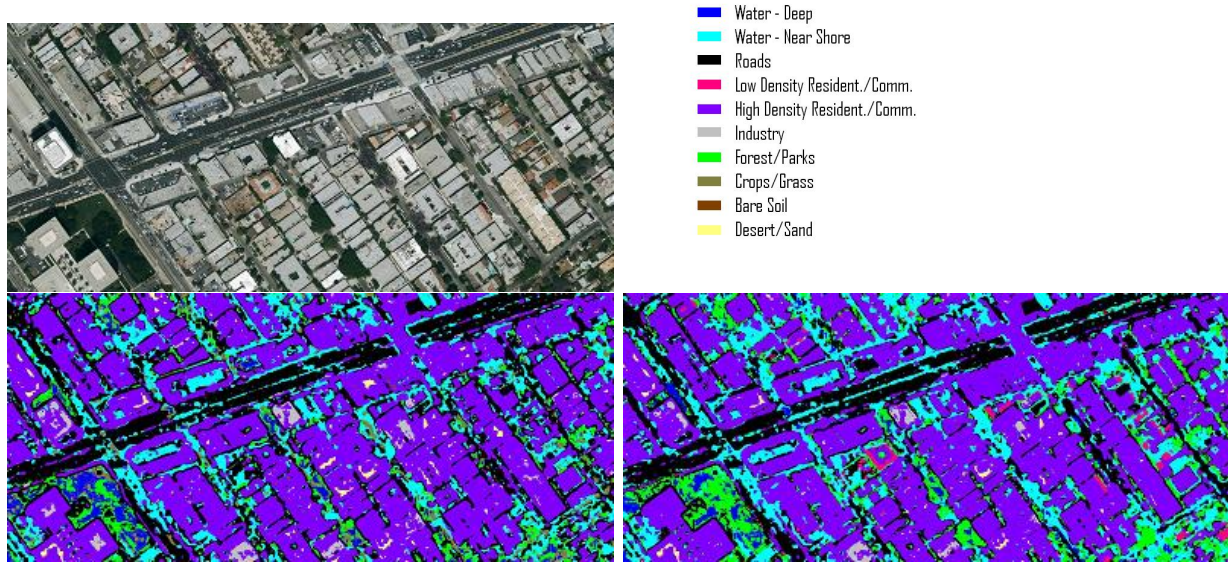 Water - Deep
Water - Near Shore
Roads
Low Density Resident./Comm.
High Density Resident./Comm.
Industry
Forest/Parks
Crops/Grass
Bare Soil
Desert/Sand